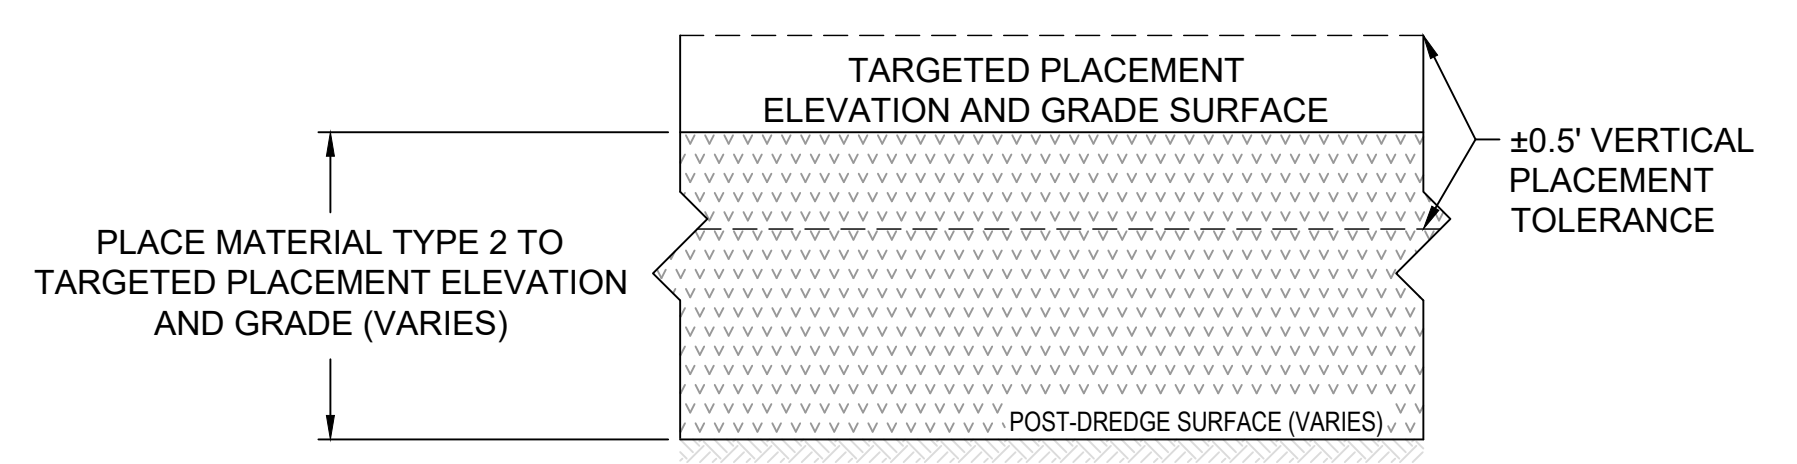 TARGETED PLACEMENT
ELEVATION AND GRADE SURFACE
±0.5' VERTICAL
PLACEMENT
TOLERANCE
PLACE MATERIAL TYPE 2 TO
TARGETED PLACEMENT ELEVATION
AND GRADE (VARIES)
POST-DREDGE SURFACE (VARIES)